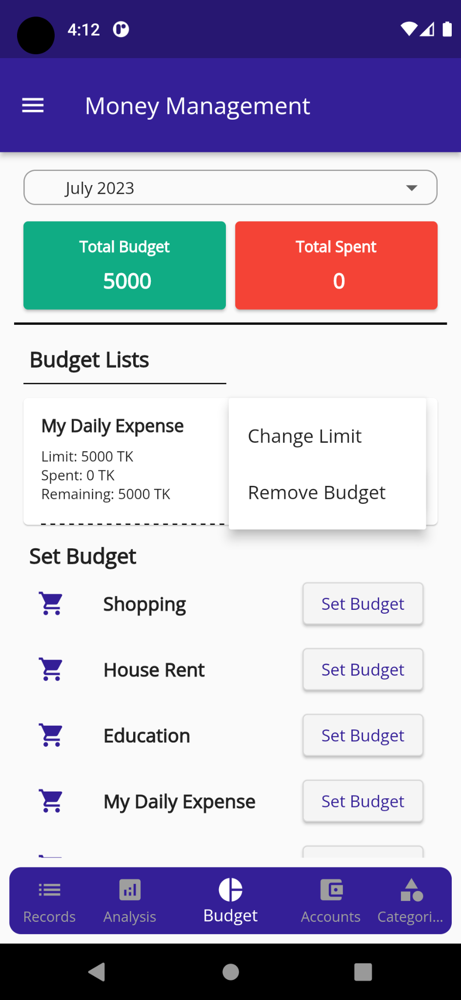 4:12
Money Management
July 2023
Total Budget
5000
Total Spent
0
Budget Lists
My Daily Expense
Limit: 5000 TK
Spent: 0 TK
Remaining: 5000 TK
Change Limit
Remove Budget
Set Budget
Shopping
Set Budget
House Rent
Set Budget
Education
Set Budget
My Daily Expense
Set Budget
Records
Analysis
Budget
Accounts
Categori...